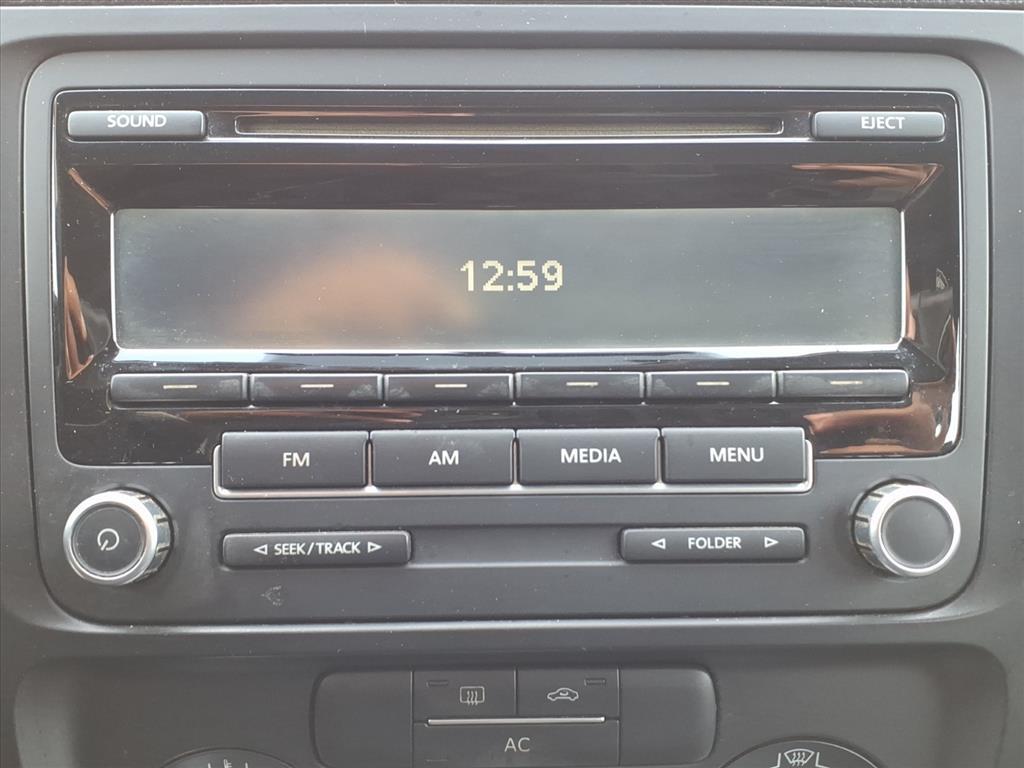 SOUND
EJECT
12:59
FM
AM
MEDIA
MENU
SEEK/TRACK
FOLDER
AC